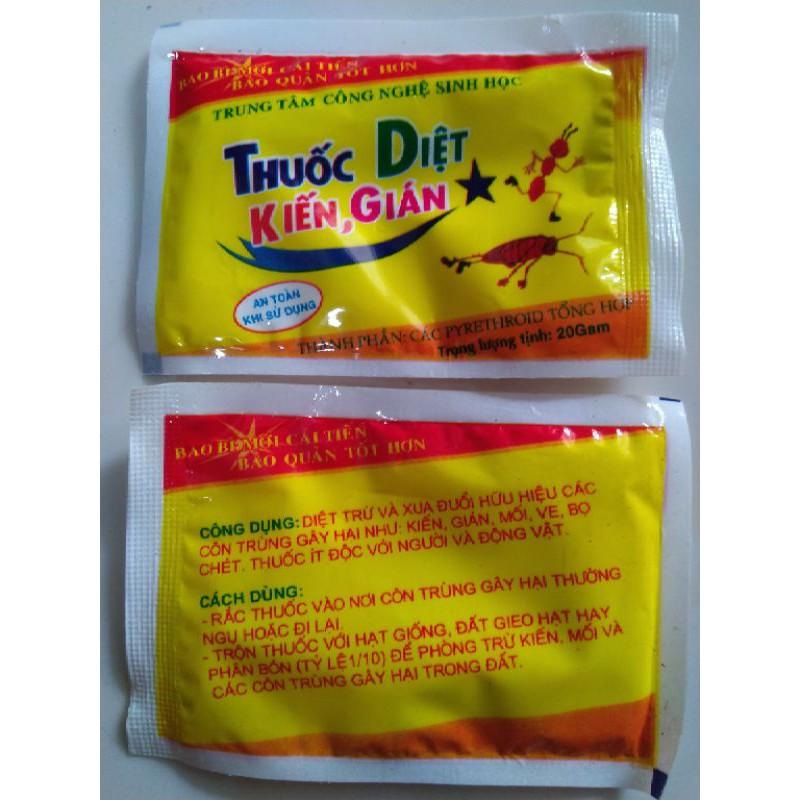 BAO BÌ MỚI CẢI TIẾN
BẢO QUẢN TỐT HƠN
TRUNG TÂM CÔNG NGHỆ SINH HỌC
THUỐC DIỆT
KIẾN, GIÁN
AN TOÀN
KHI SỬ DỤNG
THÀNH PHẦN: CÁC PYRETHROID TỔNG HỢP
Trọng lượng tịnh: 20Gam
BAO BÌ MỚI CẢI TIẾN
BẢO QUẢN TỐT HƠN
CÔNG DỤNG: DIỆT TRỪ VÀ XUA ĐUỔI HỮU HIỆU CÁC
CÔN TRÙNG GÂY HẠI NHƯ: KIẾN, GIÁN, MỐI, VE, BỌ
CHÉT. THUỐC ÍT ĐỘC VỚI NGƯỜI VÀ ĐỘNG VẬT.
CÁCH DÙNG:
- RẮC THUỐC VÀO NƠI CÔN TRÙNG GÂY HẠI THƯỜNG
NGỤ HOẶC ĐI LẠI.
- TRỘN THUỐC VỚI HẠT GIỐNG, ĐẤT GIEO HẠT HAY
PHÂN BÓN (TỶ LỆ1/10) ĐỂ PHÒNG TRỪ KIẾN, MỐI VÀ
CÁC CÔN TRÙNG GÂY HẠI TRONG ĐẤT.